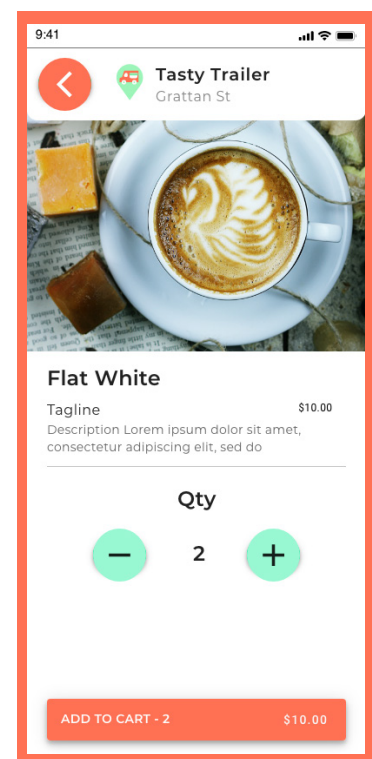 9:41
Tasty Trailer
Grattan St
Flat White
Tagline
$10.00
Description Lorem ipsum dolor sit amet,
consectetur adipiscing elit, sed do
Qty
2
ADD TO CART - 2
$10.00